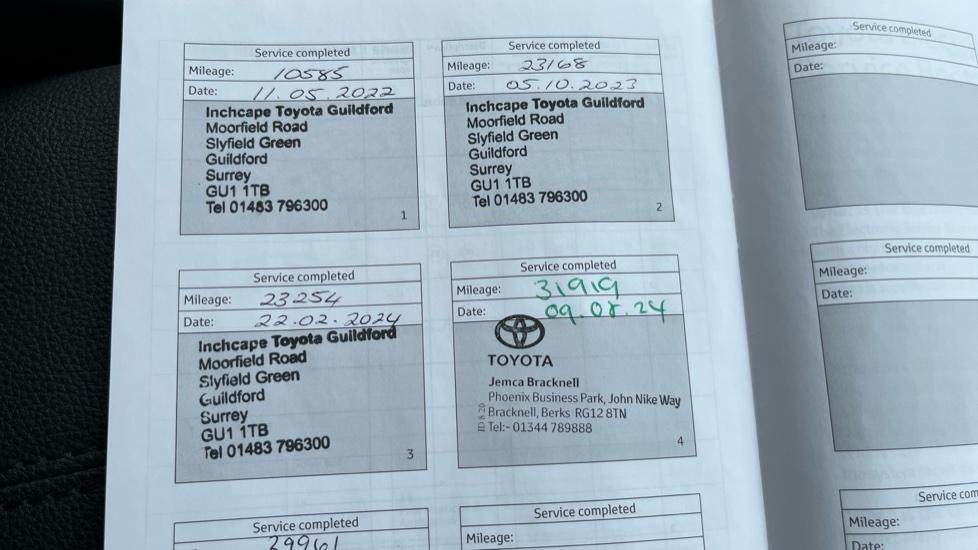 Service completed
Mileage: 10585
Date: 11.05.2022
Inchcape Toyota Guildford
Moorfield Road
Slyfield Green
Guildford
Surrey
GU1 1TB
Tel 01483 796300
1
Service completed
Mileage: 23168
Date: 05.10.2023
Inchcape Toyota Guildford
Moorfield Road
Slyfield Green
Guildford
Surrey
GU1 1TB
Tel 01483 796300
2
Service completed
Mileage: 23254
Date: 22.02.2024
Inchcape Toyota Guildford
Moorfield Road
Slyfield Green
Guildford
Surrey
GU1 1TB
Tel 01483 796300
3
Service completed
Mileage: 31919
Date: 09.08.24
TOYOTA
Jemca Bracknell
Phoenix Business Park, John Nike Way
Bracknell, Berks RG12 8TN
Tel:- 01344 789888
4
Service completed
29961
Service completed
Mileage:
Service completed
Mileage:
Date:
Service completed
Mileage:
Date:
Service com
Mileage:
Date: